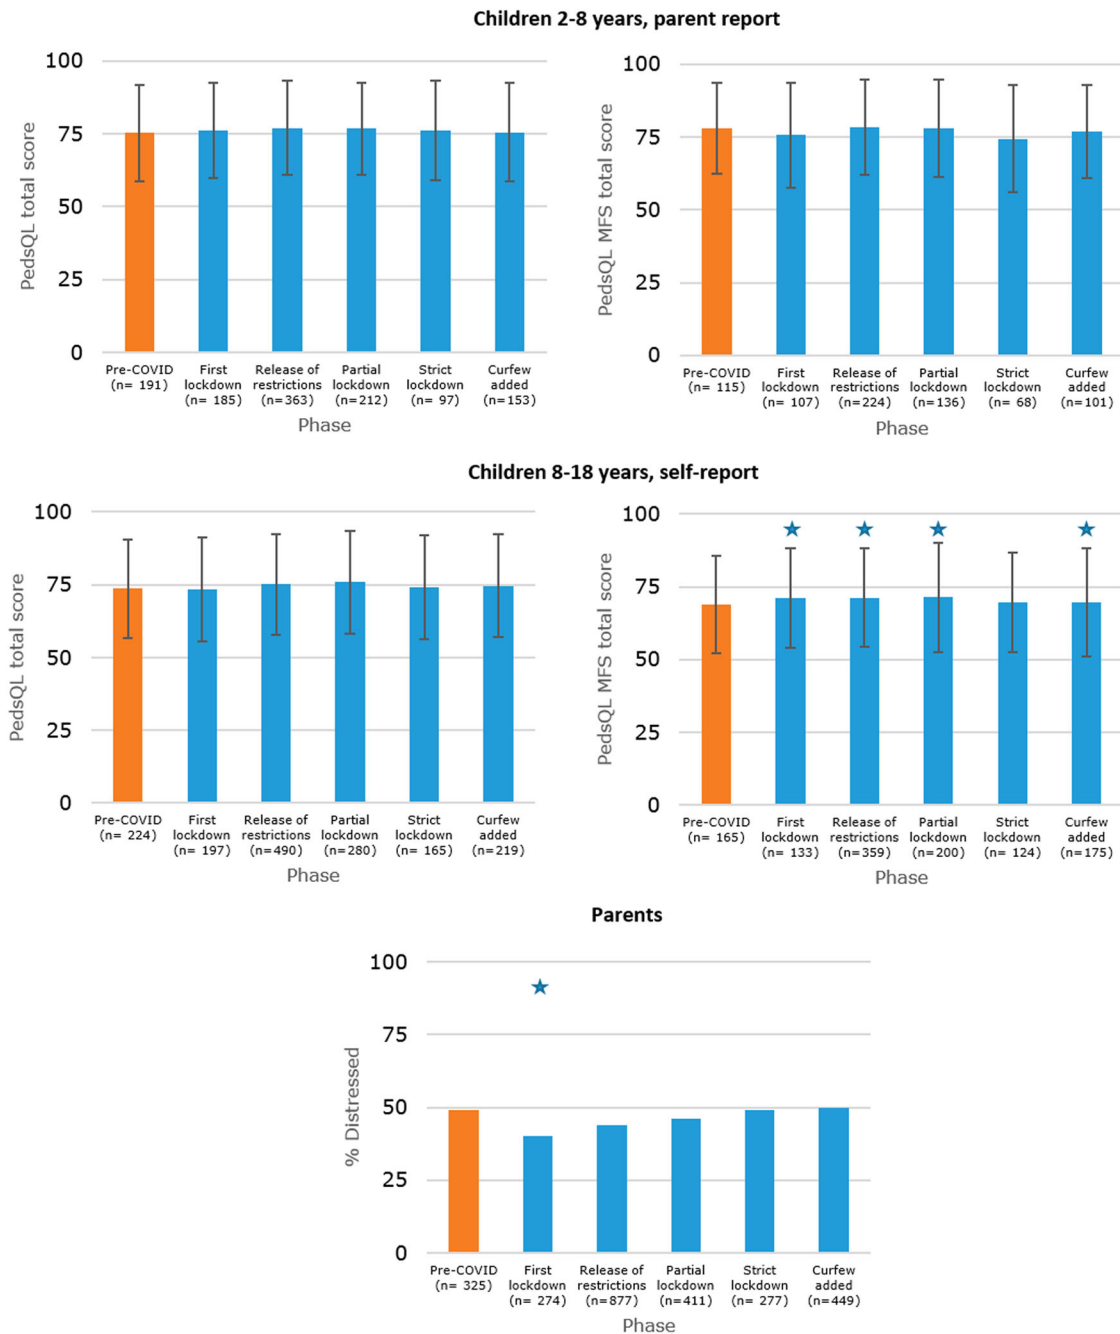 Children 2-8 years, parent report
PedsQL total score
100
75
50
25
0
Pre-COVID
(n= 191)
First
lockdown
(n= 185)
Release of
restrictions
(n=363)
Partial
lockdown
(n=212)
Strict
lockdown
(n= 97)
Curfew
added
(n=153)
Phase
PedsQL MFS total score
100
75
50
25
0
Pre-COVID
(n= 115)
First
lockdown
(n= 107)
Release of
restrictions
(n=224)
Partial
lockdown
(n=136)
Strict
lockdown
(n= 68)
Curfew
added
(n=101)
Phase
Children 8-18 years, self-report
PedsQL total score
100
75
50
25
0
Pre-COVID
(n= 224)
First
lockdown
(n= 197)
Release of
restrictions
(n=490)
Partial
lockdown
(n=280)
Strict
lockdown
(n= 165)
Curfew
added
(n=219)
Phase
PedsQL MFS total score
100
75
50
25
0
Pre-COVID
(n= 165)
First
lockdown
(n= 133)
Release of
restrictions
(n=359)
Partial
lockdown
(n=200)
Strict
lockdown
(n= 124)
Curfew
added
(n=175)
Phase
Parents
% Distressed
100
75
50
25
0
Pre-COVID
(n= 325)
First
lockdown
(n= 274)
Release of
restrictions
(n=877)
Partial
lockdown
(n=411)
Strict
lockdown
(n= 277)
Curfew
added
(n=449)
Phase